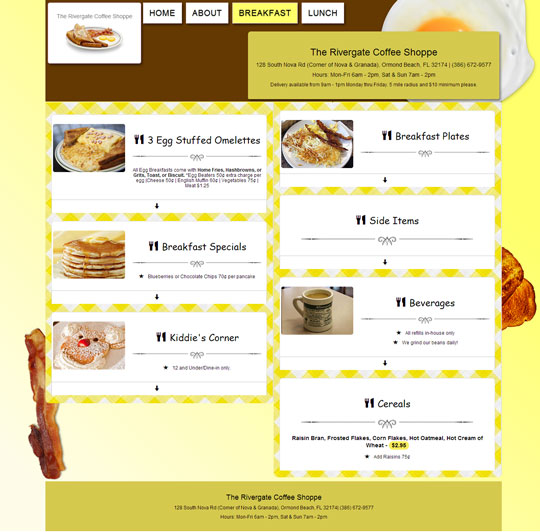 The Rivergate Coffee Shoppe
HOME
ABOUT
BREAKFAST
LUNCH
The Rivergate Coffee Shoppe
128 South Nova Rd (Corner of Nova & Granada), Ormond Beach, FL 32174 | (386) 672-9577
Hours: Mon-Fri 6am - 2pm, Sat & Sun 7am - 2pm
Delivery available from 9am - 1pm Monday thru Friday, 5 mile radius and $10 minimum please
3 Egg Stuffed Omelettes
All Egg Breakfasts come with Home Fries, Hashbrowns, or
Grits, Toast, or Biscuit. *Egg Beaters 50¢ extra charge per
egg |Cheese 50¢ | English Muffin 50¢ | Vegetables 75¢ |
Meat $1.25
Breakfast Specials
Blueberries or Chocolate Chips 70¢ per pancake
Kiddie's Corner
12 and Under/Dine-in only
Breakfast Plates
Side Items
Beverages
All refills in-house only
We grind our beans daily!
Cereals
Raisin Bran, Frosted Flakes, Corn Flakes, Hot Oatmeal, Hot Cream of
Wheat - $2.95
Add Raisins 75¢
The Rivergate Coffee Shoppe
128 South Nova Rd (Corner of Nova & Granada), Ormond Beach, FL 32174| (386) 672-9577
Hours: Mon-Fri 6am - 2pm, Sat & Sun 7am - 2pm